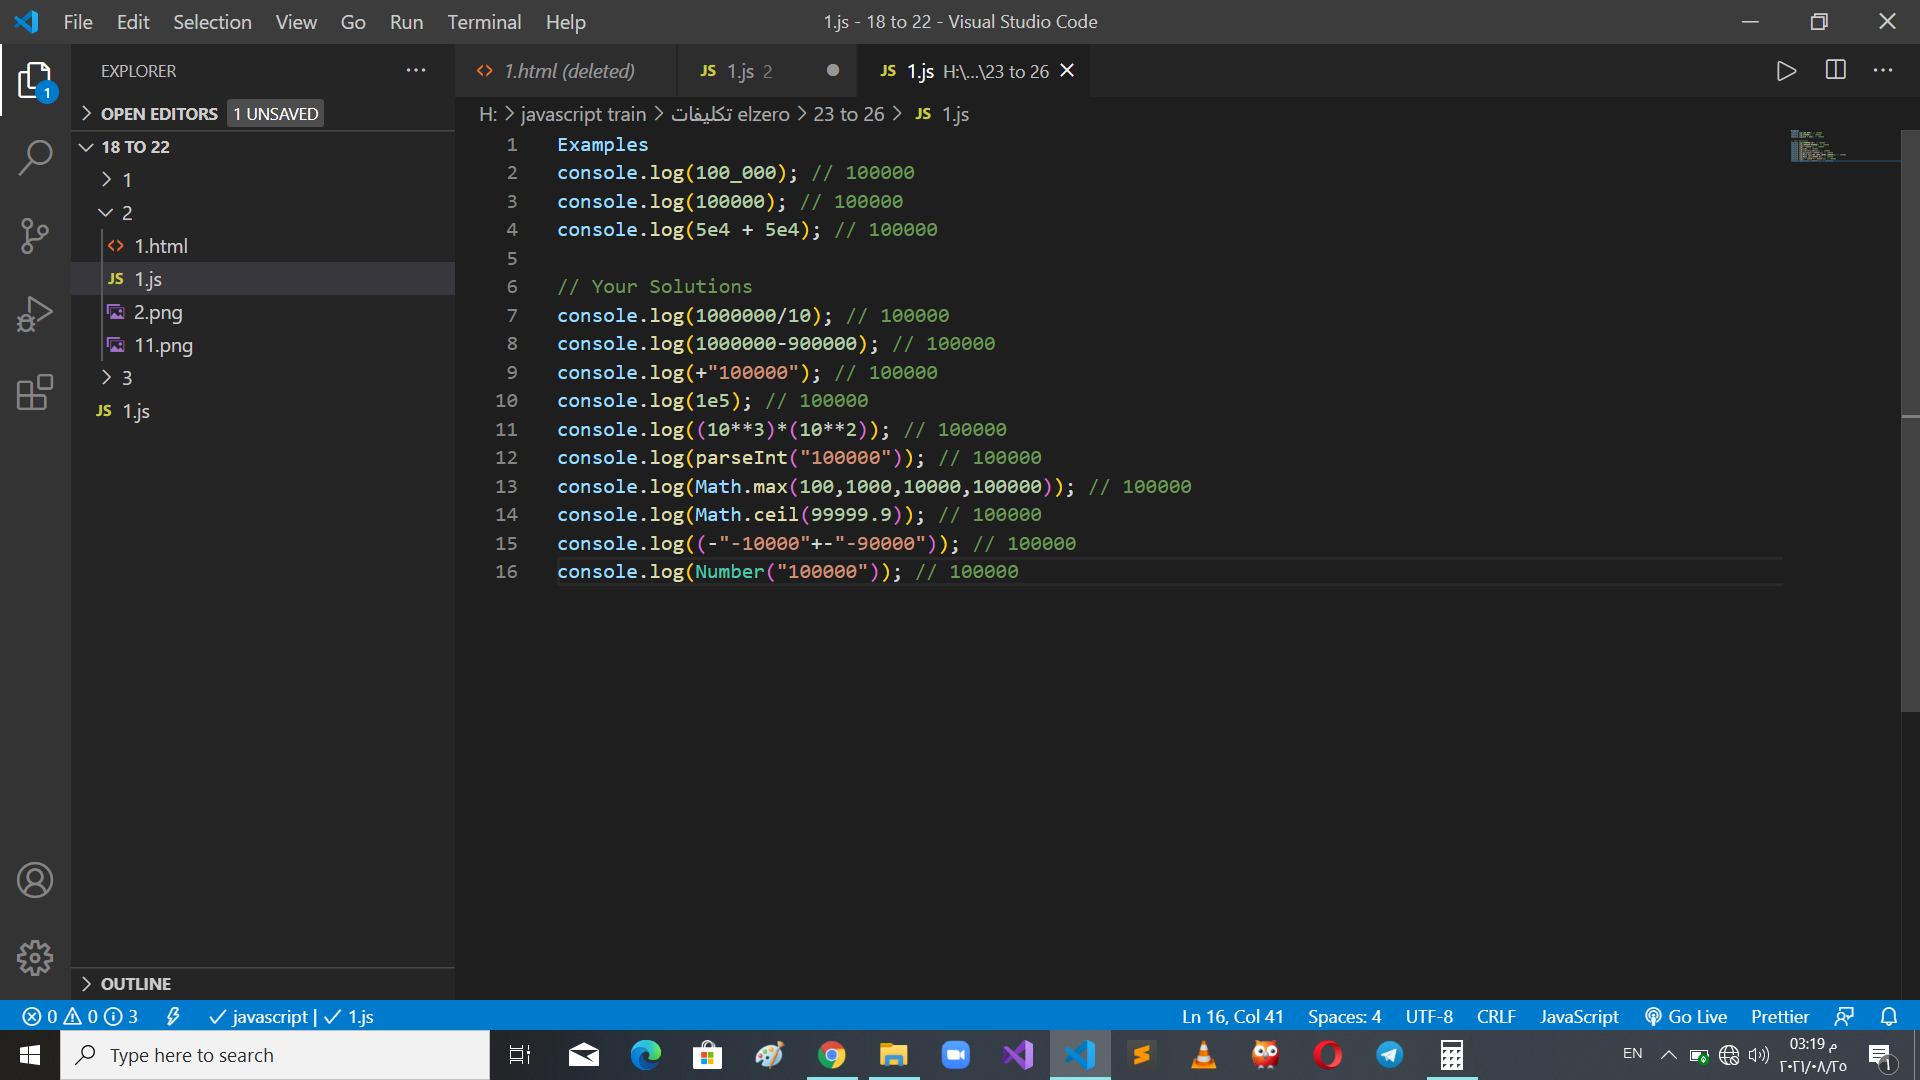 File Edit Selection View Go Run Terminal Help
1.js - 18 to 22 - Visual Studio Code
EXPLORER
1
OPEN EDITORS 1 UNSAVED
18 TO 22
1
2
1.html
JS 1.js
2.png
11.png
3
JS 1.js
OUTLINE
1.html (deleted)
JS 1.js 2
JS 1.js H:\...\23 to 26
H: > javascript train > تكليفات elzero > 23 to 26 > JS 1.js
1 Examples
2 console.log(100_000); // 100000
3 console.log(100000); // 100000
4 console.log(5e4 + 5e4); // 100000
5
6 // Your Solutions
7 console.log(1000000/10); // 100000
8 console.log(1000000-900000); // 100000
9 console.log(+"100000"); // 100000
10 console.log(1e5); // 100000
11 console.log((10**3)*(10**2)); // 100000
12 console.log(parseInt("100000")); // 100000
13 console.log(Math.max(100,1000,10000,100000)); // 100000
14 console.log(Math.ceil(99999.9)); // 100000
15 console.log((-"-10000"+-"-90000")); // 100000
16 console.log(Number("100000")); // 100000
0 0 3 javascript | 1.js
Ln 16, Col 41 Spaces: 4 UTF-8 CRLF JavaScript Go Live Prettier
Type here to search
EN
03:19 م
٢٠٢١/٠٨/٢٥
١